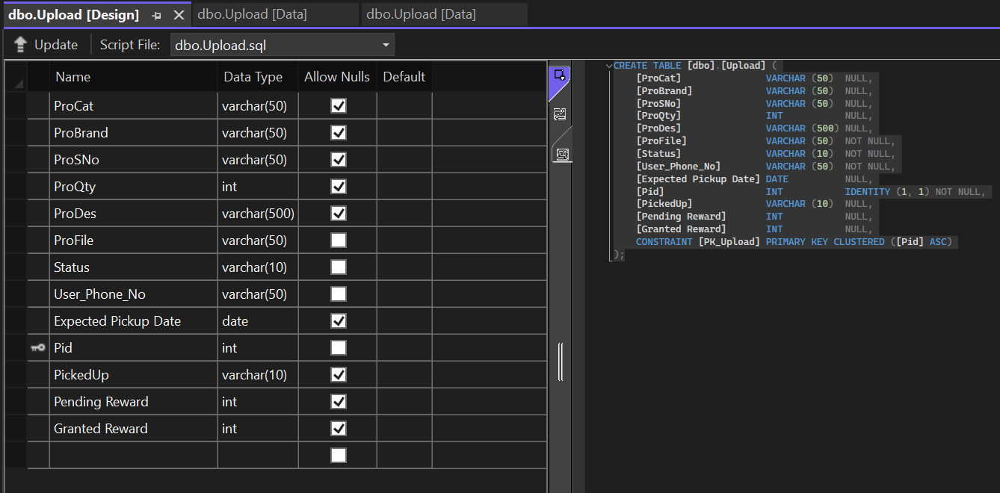 dbo.Upload [Design] dbo.Upload [Data] dbo.Upload [Data]
Update Script File: dbo.Upload.sql
Name Data Type Allow Nulls Default
ProCat varchar(50)
ProBrand varchar(50)
ProSNo varchar(50)
ProQty int
ProDes varchar(500)
ProFile varchar(50)
Status varchar(10)
User_Phone_No varchar(50)
Expected Pickup Date date
Pid int
PickedUp varchar(10)
Pending Reward int
Granted Reward int
CREATE TABLE [dbo].[Upload] (
[ProCat] VARCHAR (50) NULL,
[ProBrand] VARCHAR (50) NULL,
[ProSNo] VARCHAR (50) NULL,
[ProQty] INT NULL,
[ProDes] VARCHAR (500) NULL,
[ProFile] VARCHAR (50) NOT NULL,
[Status] VARCHAR (10) NOT NULL,
[User_Phone_No] VARCHAR (50) NOT NULL,
[Expected Pickup Date] DATE NULL,
[Pid] INT IDENTITY (1, 1) NOT NULL,
[PickedUp] VARCHAR (10) NULL,
[Pending Reward] INT NULL,
[Granted Reward] INT NULL,
CONSTRAINT [PK_Upload] PRIMARY KEY CLUSTERED ([Pid] ASC)
);